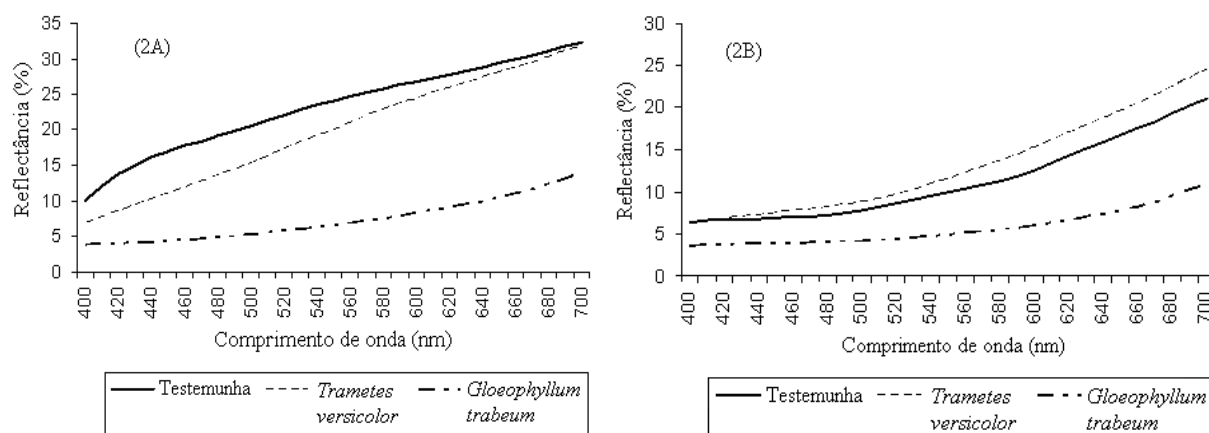 (2A)
Reflectância (%)
35
30
25
20
15
10
5
0
400 420 440 460 480 500 520 540 560 580 600 620 640 660 680 700
Comprimento de onda (nm)
Testemunha Trametes versicolor Gloeophyllum trabeum
(2B)
Reflectância (%)
30
25
20
15
10
5
0
400 420 440 460 480 500 520 540 560 580 600 620 640 660 680 700
Comprimento de onda (nm)
Testemunha Trametes versicolor Gloeophyllum trabeum